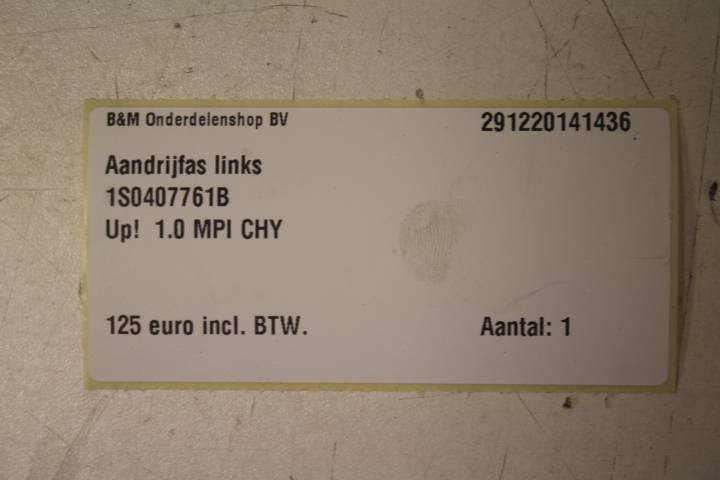 B&M Onderdelenshop BV 291220141436
Aandrijfas links
1S0407761B
Up! 1.0 MPI CHY
125 euro incl. BTW. Aantal: 1